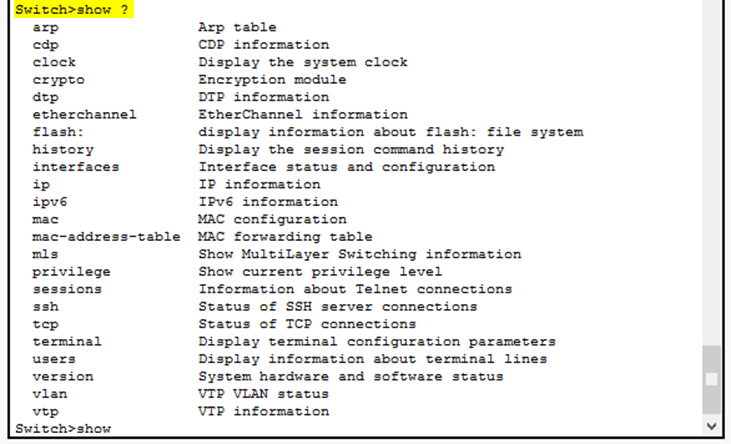 Switch>show ?
arp Arp table
cdp CDP information
clock Display the system clock
crypto Encryption module
dtp DTP information
etherchannel EtherChannel information
flash: display information about flash: file system
history Display the session command history
interfaces Interface status and configuration
ip IP information
ipv6 IPv6 information
mac MAC configuration
mac-address-table MAC forwarding table
mls Show MultiLayer Switching information
privilege Show current privilege level
sessions Information about Telnet connections
ssh Status of SSH server connections
tcp Status of TCP connections
terminal Display terminal configuration parameters
users Display information about terminal lines
version System hardware and software status
vlan VTP VLAN status
vtp VTP information
Switch>show